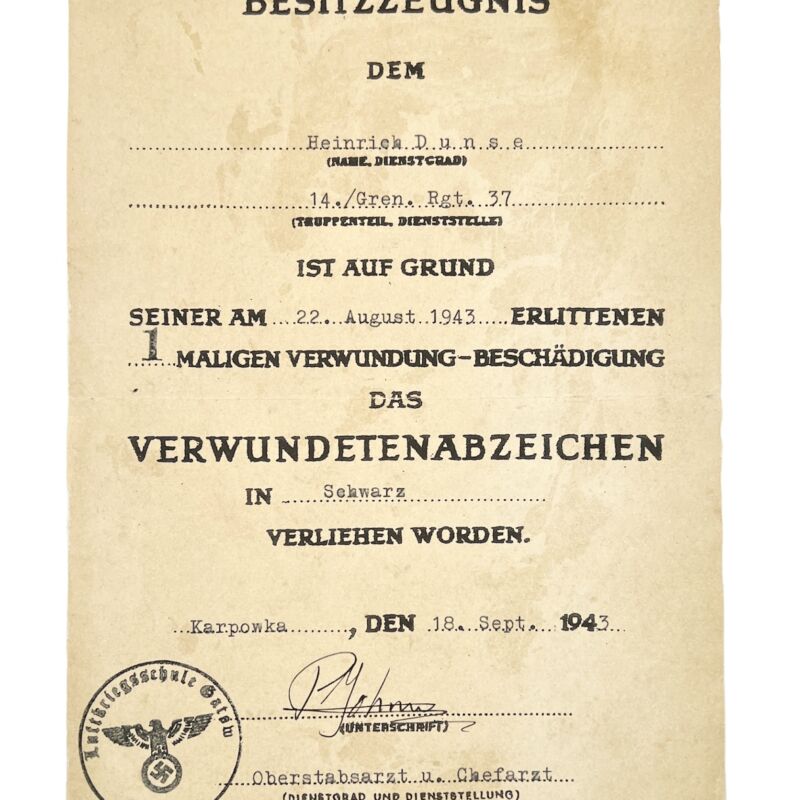 BESITZZEUGNIS
DEM
Heinrich Dunse
(NAME, DIENSTGRAD)
14./Gren. Rgt. 37
(TRUPPENTEIL, DIENSTSTELLE)
IST AUF GRUND
SEINER AM 22. August 1943 ERLITTENEN
1 MALIGEN VERWUNDUNG-BESCHÄDIGUNG
DAS
VERWUNDETENABZEICHEN
IN Schwarz
VERLIEHEN WORDEN.
Karpowka, DEN 18. Sept. 1943
(UNTERSCHRIFT)
Luftkriegsschule Gatow
Oberstabsarzt u. Chefarzt
(DIENSTGRAD UND DIENSTSTELLUNG)